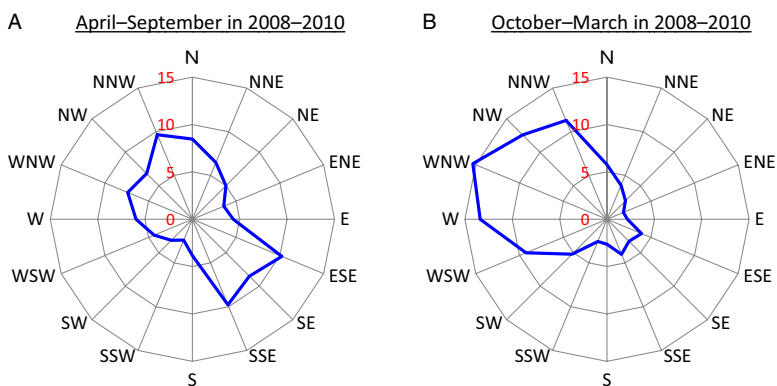 A April–September in 2008–2010
N
NNE
NE
ENE
E
ESE
SE
SSE
S
SSW
SW
WSW
W
WNW
NW
NNW
15
10
5
0
B October–March in 2008–2010
N
NNE
NE
ENE
E
ESE
SE
SSE
S
SSW
SW
WSW
W
WNW
NW
NNW
15
10
5
0